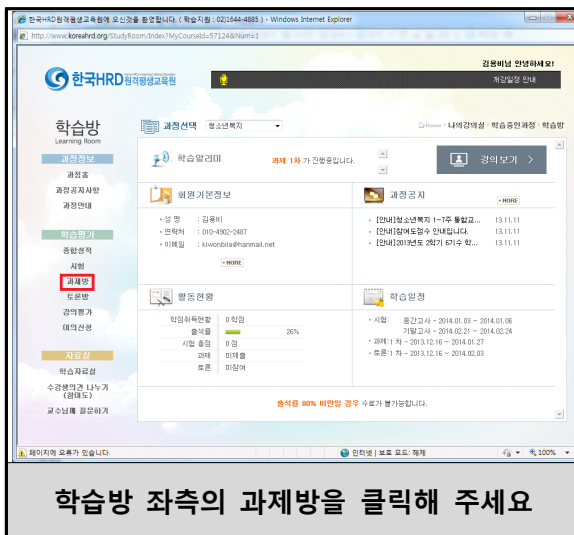 한국HRD원격평생교육원에 오신것을 환영합니다. ( 학습지원 : 02)1644-4885 ) - Windows Internet Explorer
http://www.koreahrd.org/StudyRoom/Index?MyCourseId=57124&Num=1
김용비님 안녕하세요!
한국HRD원격평생교육원
개강일정 안내
학습방
Learning Room
과정선택 청소년복지
Home > 나의강의실 > 학습중인과정 > 학습방
과정정보
과정홈
과정공지사항
과정안내
학습평가
종합성적
시험
과제방
토론방
강의평가
이의신청
자료실
학습자료실
수강생의견 나누기
(참여도)
교수님께 질문하기
학습알리미
과제 1차 가 진행중입니다.
강의보기 >
회원기본정보
• 성 명 : 김용비
• 연락처 : 010-4902-2487
• 이메일 : kiwonbila@hanmail.net
+MORE
과정공지
+MORE
• [안내]청소년복지 1~7주 통합교... 13.11.11
• [안내]참여도점수 안내입니다. 13.11.11
• [안내]2013년도 2학기 6기수 학... 13.11.11
활동현황
학점취득현황 0 학점
출석률 26%
시험 총점 0 점
과제 미제출
토론 미참여
학습일정
• 시험: 중간고사 - 2014.01.03 ~ 2014.01.06
기말고사 - 2014.02.21 ~ 2014.02.24
• 과제:1 차 - 2013.12.16 ~ 2014.01.27
• 토론:1 차 - 2013.12.16 ~ 2014.02.03
출석률 80% 미만일 경우 수료가 불가능합니다.
페이지에 오류가 있습니다.
인터넷 | 보호 모드: 해제
100%
학습방 좌측의 과제방을 클릭해 주세요